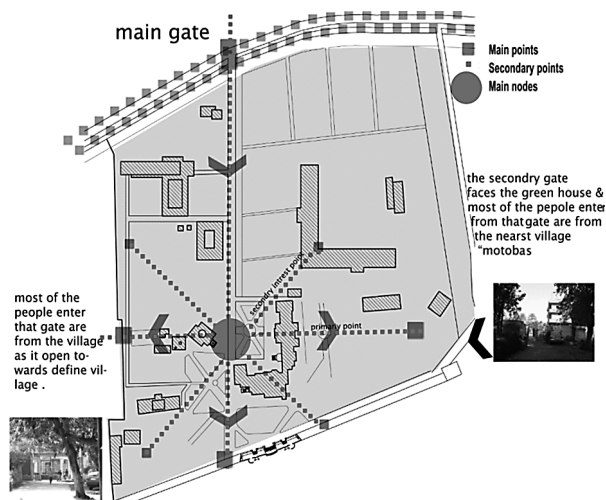 main gate
Main points
Secondary points
Main nodes
the secondry gate
faces the green house &
most of the pepole enter
from thatgate are from
the nearst village
"motobas
secondry intrest point
primary point
most of the
people enter
that gate are
from the village
as it open to-
wards define vil-
lage .